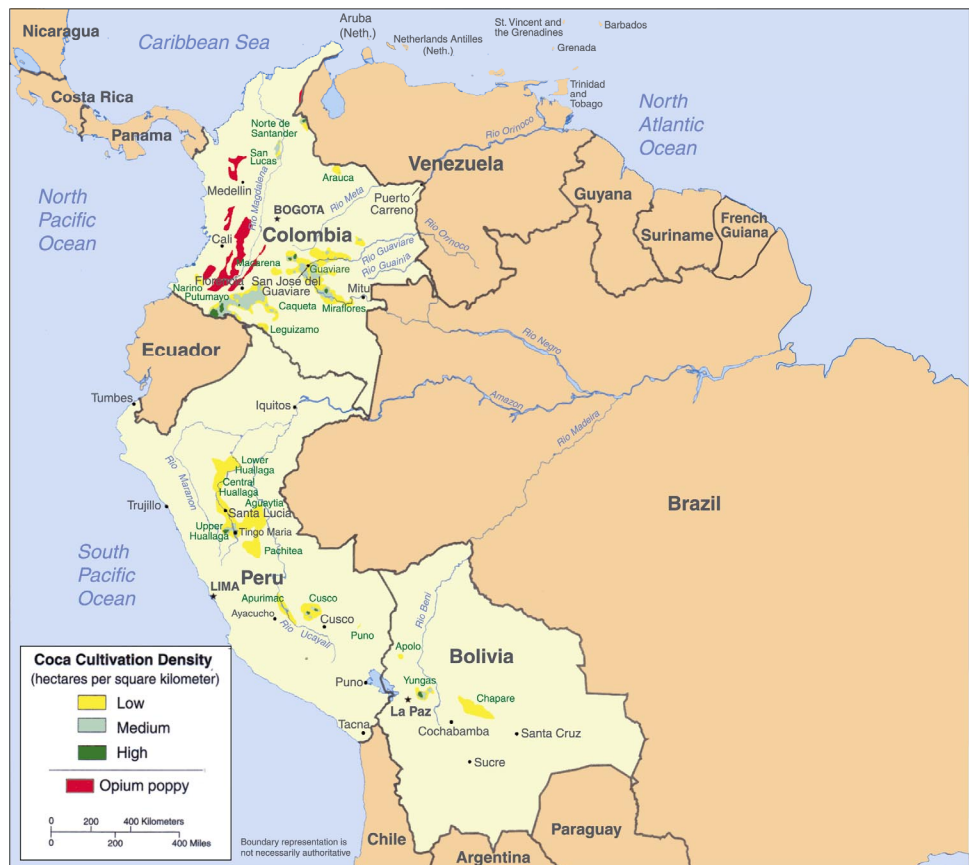 Nicaragua
Caribbean Sea
Aruba
(Neth.)
Netherlands Antilles
(Neth.)
St. Vincent and
the Grenadines
Barbados
Grenada
Costa Rica
Panama
Trinidad
and
Tobago
North
Atlantic
Ocean
Norte de
Santander
San
Lucas
Rio Orinoco
Venezuela
Medellin
Arauca
Rio Magdalena
Rio Meta
Puerto
Carreno
Guyana
North
Pacific
Ocean
BOGOTA
Cali
Colombia
Suriname
French
Guiana
Rio Orinoco
Rio Guaviare
Rio Guainia
Macarena
Guaviare
Florencia
San José del
Guaviare
Mitu
Narino
Putumayo
Caqueta
Miraflores
Leguizamo
Ecuador
Rio Negro
Tumbes
Iquitos
Amazon
Rio Madeira
Rio Maranon
Lower
Huallaga
Central
Huallaga
Aguaytia
Trujillo
Santa Lucia
Brazil
Upper
Huallaga
Tingo Maria
Pachitea
South
Pacific
Ocean
Peru
LIMA
Apurimac
Cusco
Ayacucho
Cusco
Rio Ucayali
Puno
Rio Beni
Apolo
Bolivia
Puno
Yungas
La Paz
Chapare
Tacna
Cochabamba
Santa Cruz
Sucre
Coca Cultivation Density
(hectares per square kilometer)
Low
Medium
High
Opium poppy
0 200 400 Kilometers
0 200 400 Miles
Boundary representation is
not necessarily authoritative
Chile
Argentina
Paraguay